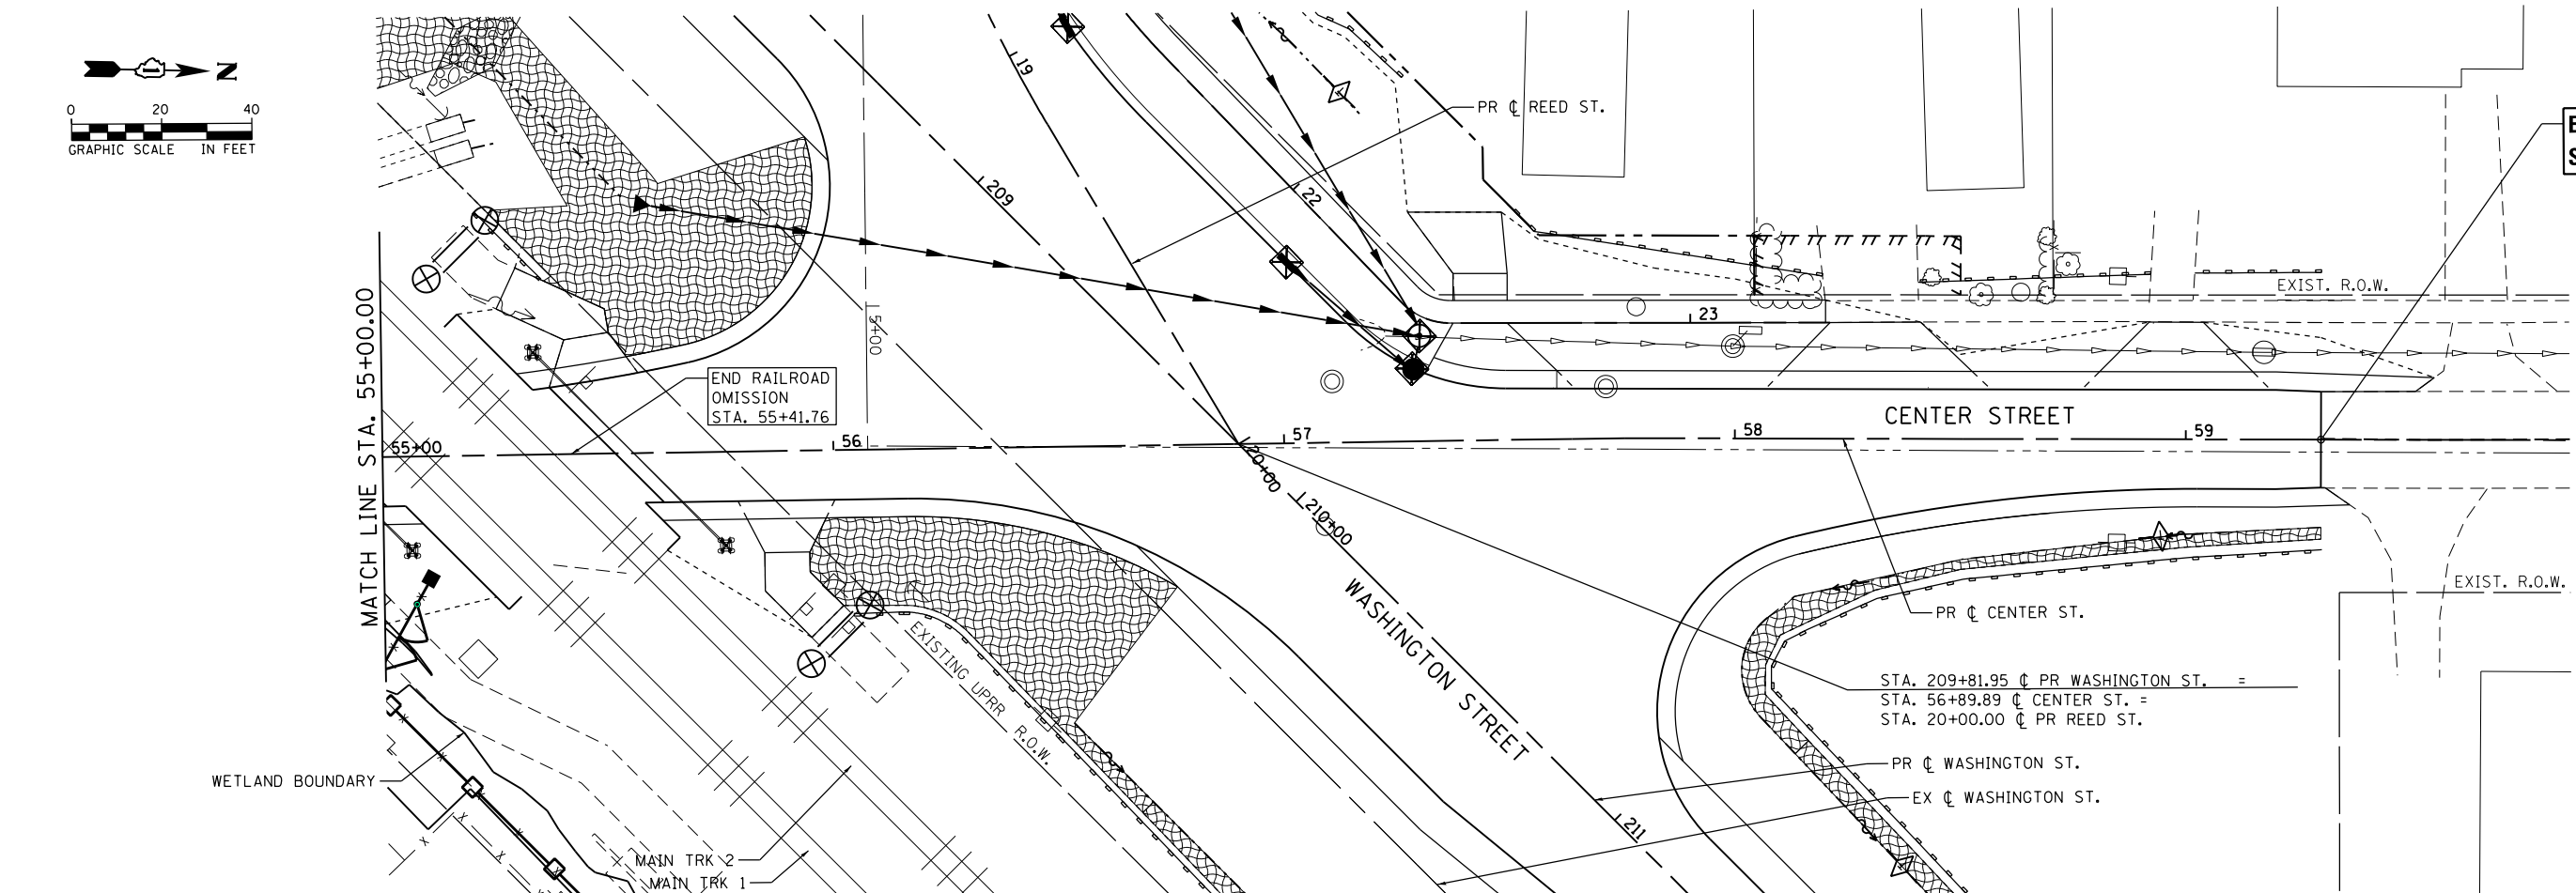 N
0 20 40
GRAPHIC SCALE IN FEET
19
PR ℄ REED ST.
209
22
EXIST. R.O.W.
23
5+00
MATCH LINE STA. 55+00.00
END RAILROAD
OMISSION
STA. 55+41.76
CENTER STREET
55+00
56
57
58
59
20+00
210+00
WASHINGTON STREET
EXIST. R.O.W.
PR ℄ CENTER ST.
EXISTING UPRR R.O.W.
STA. 209+81.95 ℄ PR WASHINGTON ST. =
STA. 56+89.89 ℄ CENTER ST. =
STA. 20+00.00 ℄ PR REED ST.
PR ℄ WASHINGTON ST.
WETLAND BOUNDARY
EX ℄ WASHINGTON ST.
211
MAIN TRK 2
MAIN TRK 1